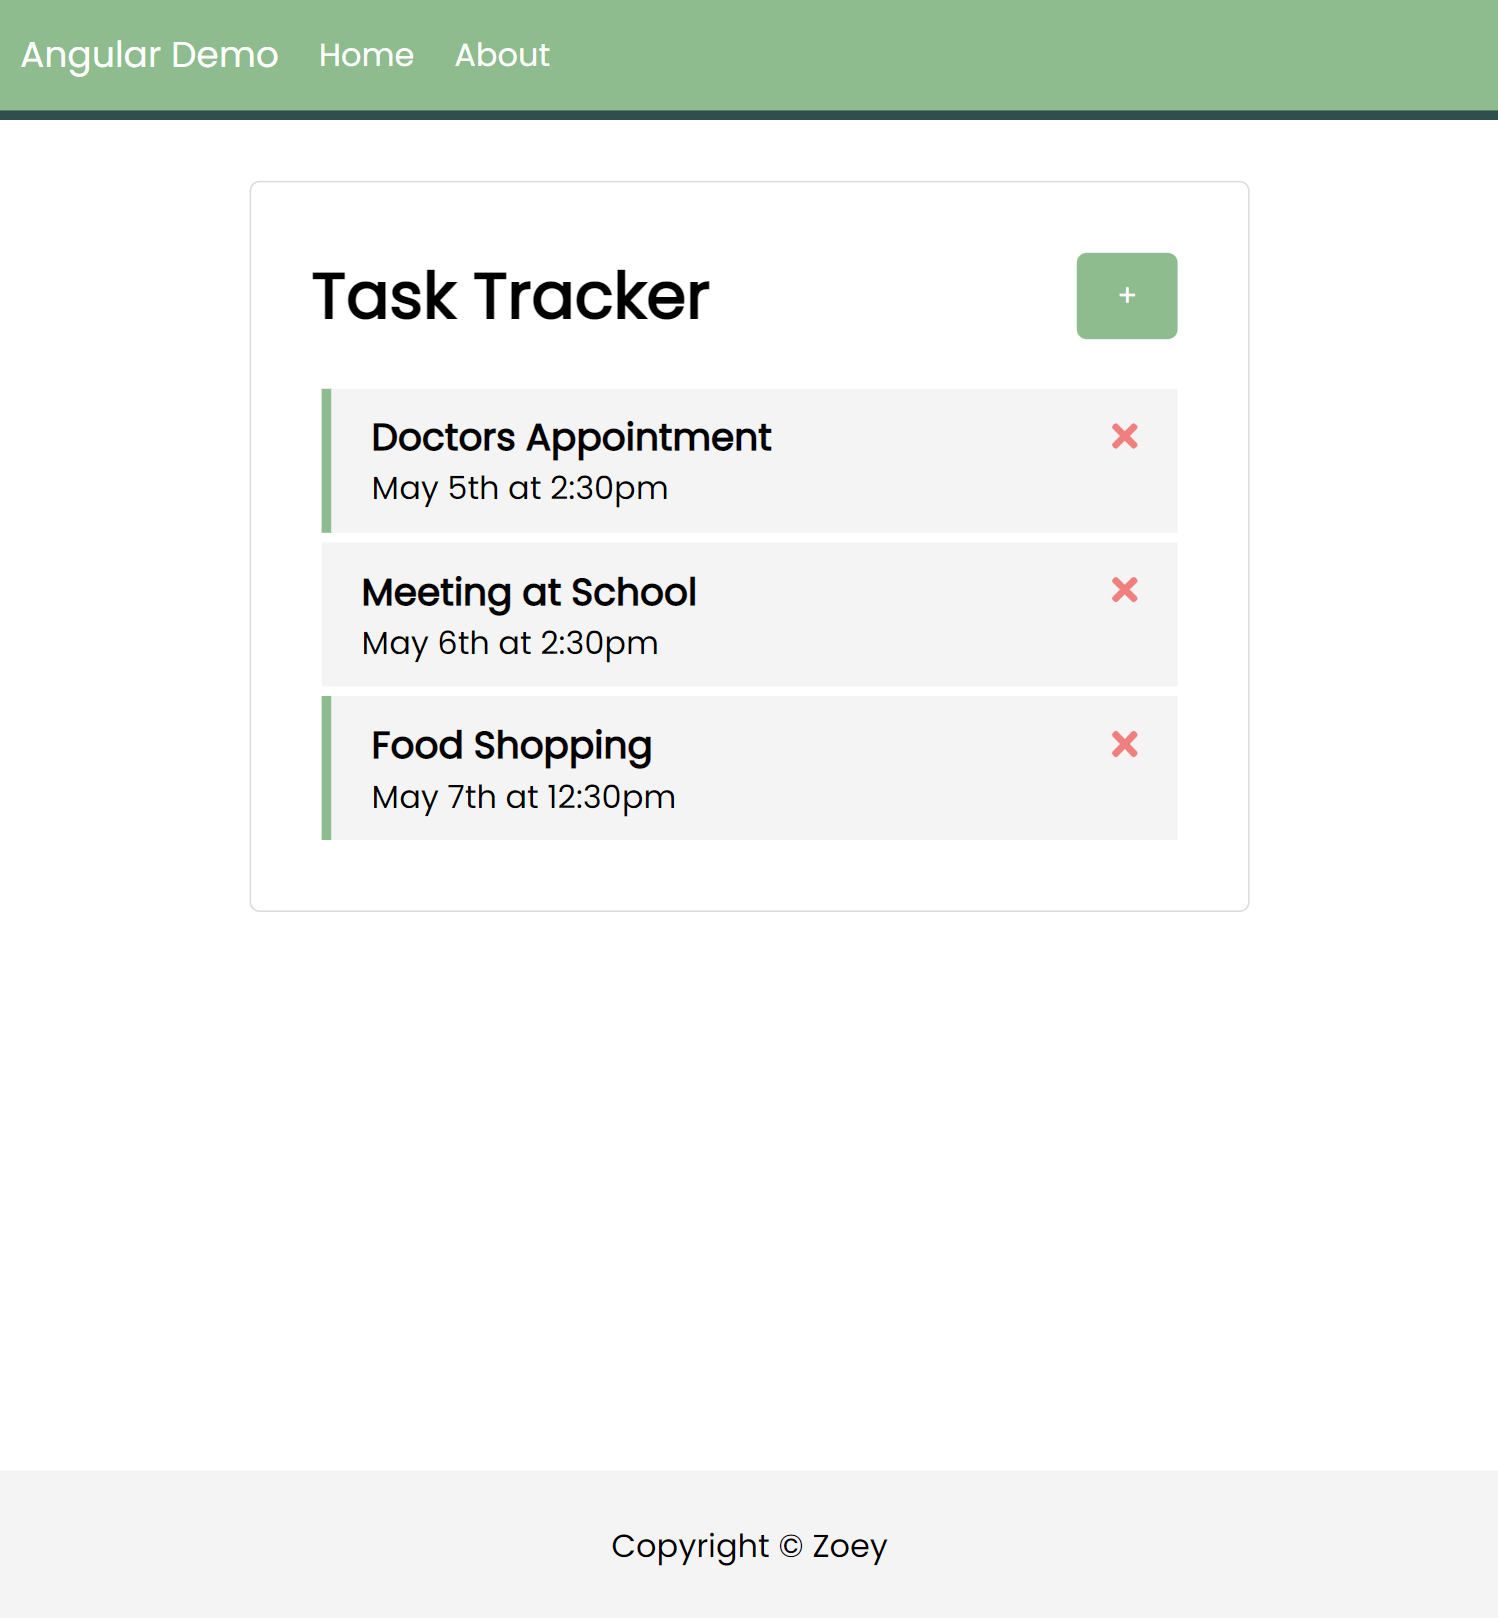 Angular Demo Home About
Task Tracker +
Doctors Appointment
May 5th at 2:30pm
Meeting at School
May 6th at 2:30pm
Food Shopping
May 7th at 12:30pm
Copyright © Zoey